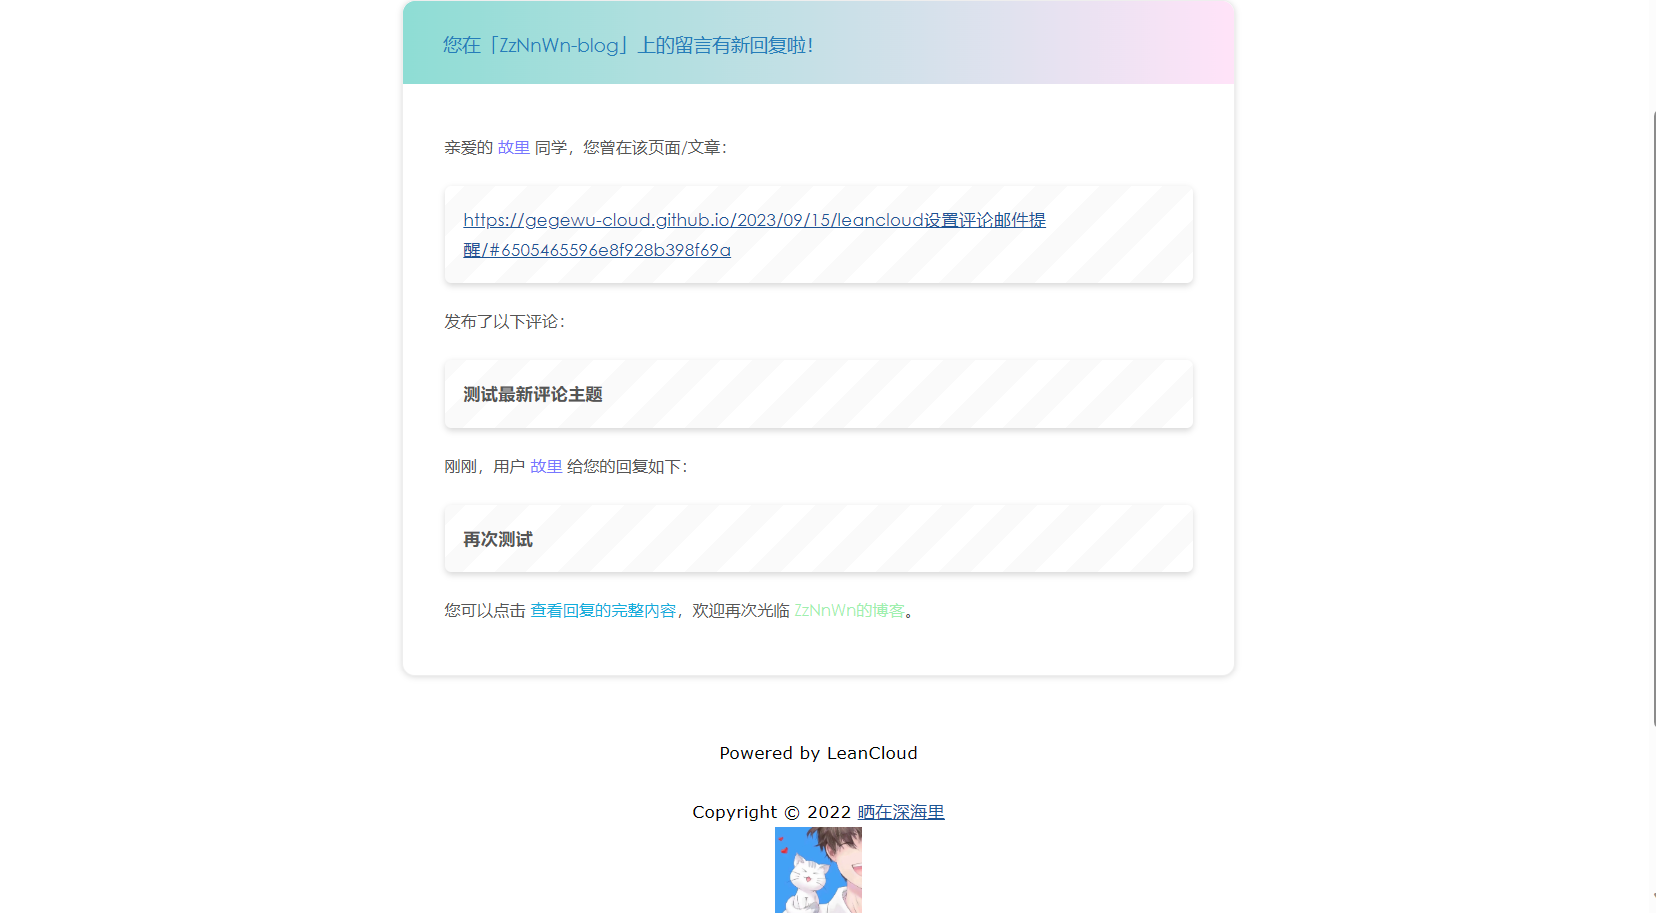 您在「ZzNnWn-blog」上的留言有新回复啦！
亲爱的 故里 同学，您曾在该页面/文章：
https://gegewu-cloud.github.io/2023/09/15/leancloud设置评论邮件提
醒/#6505465596e8f928b398f69a
发布了以下评论：
测试最新评论主题
刚刚，用户 故里 给您的回复如下：
再次测试
您可以点击 查看回复的完整内容，欢迎再次光临 ZzNnWn的博客。
Powered by LeanCloud
Copyright © 2022 晒在深海里